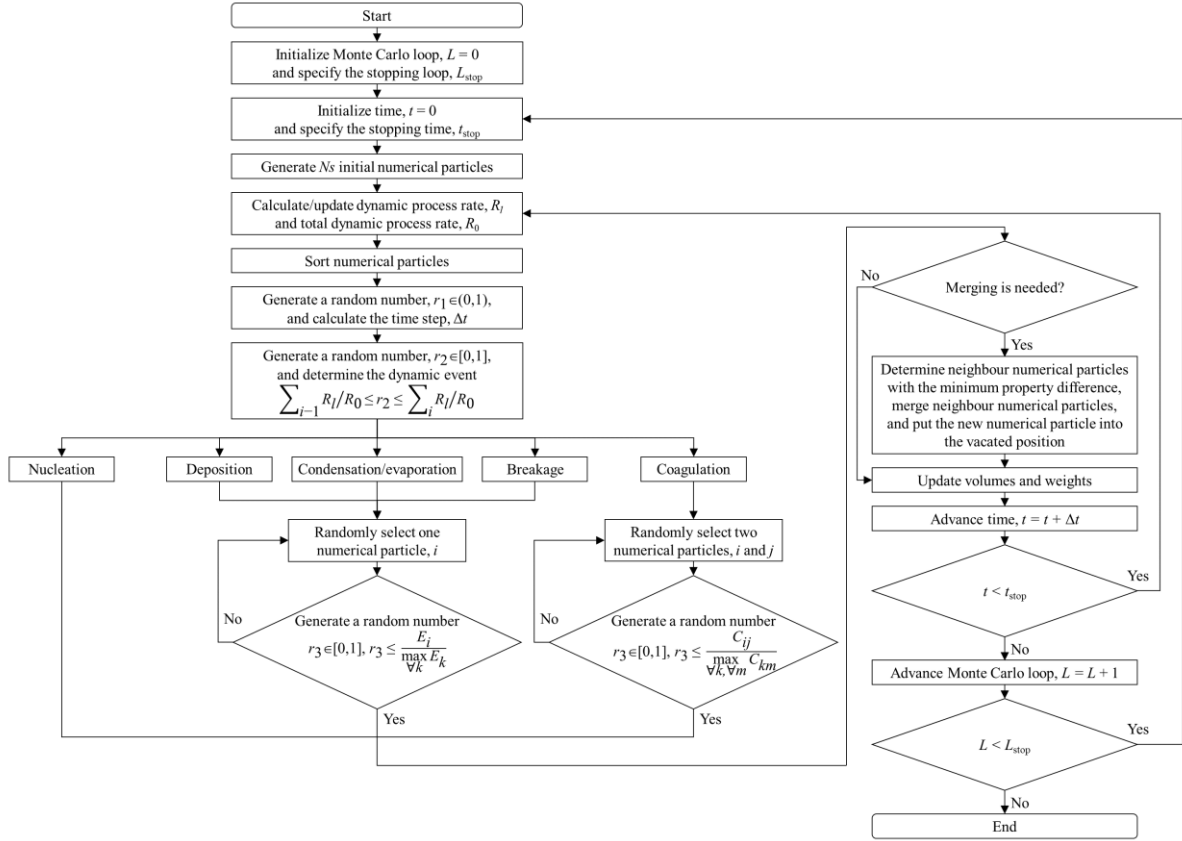 Start
Initialize Monte Carlo loop, L = 0
and specify the stopping loop, Lstop
Initialize time, t = 0
and specify the stopping time, tstop
Generate Ns initial numerical particles
Calculate/update dynamic process rate, Rl
and total dynamic process rate, R0
Sort numerical particles
Generate a random number, r1∈(0,1),
and calculate the time step, Δt
Generate a random number, r2∈[0,1],
and determine the dynamic event
∑i−1 Rl/R0 ≤ r2 ≤ ∑i Rl/R0
Nucleation
Deposition
Condensation/evaporation
Breakage
Coagulation
Randomly select one
numerical particle, i
Randomly select two
numerical particles, i and j
No
Generate a random number
r3∈[0,1], r3 ≤ Ei
max Ek
∀k
Yes
No
Generate a random number
r3∈[0,1], r3 ≤ Cij
max Ckm
∀k,∀m
Yes
Merging is needed?
No
Yes
Determine neighbour numerical particles
with the minimum property difference,
merge neighbour numerical particles,
and put the new numerical particle into
the vacated position
Update volumes and weights
Advance time, t = t + Δt
t < tstop
Yes
No
Advance Monte Carlo loop, L = L + 1
L < Lstop
Yes
No
End